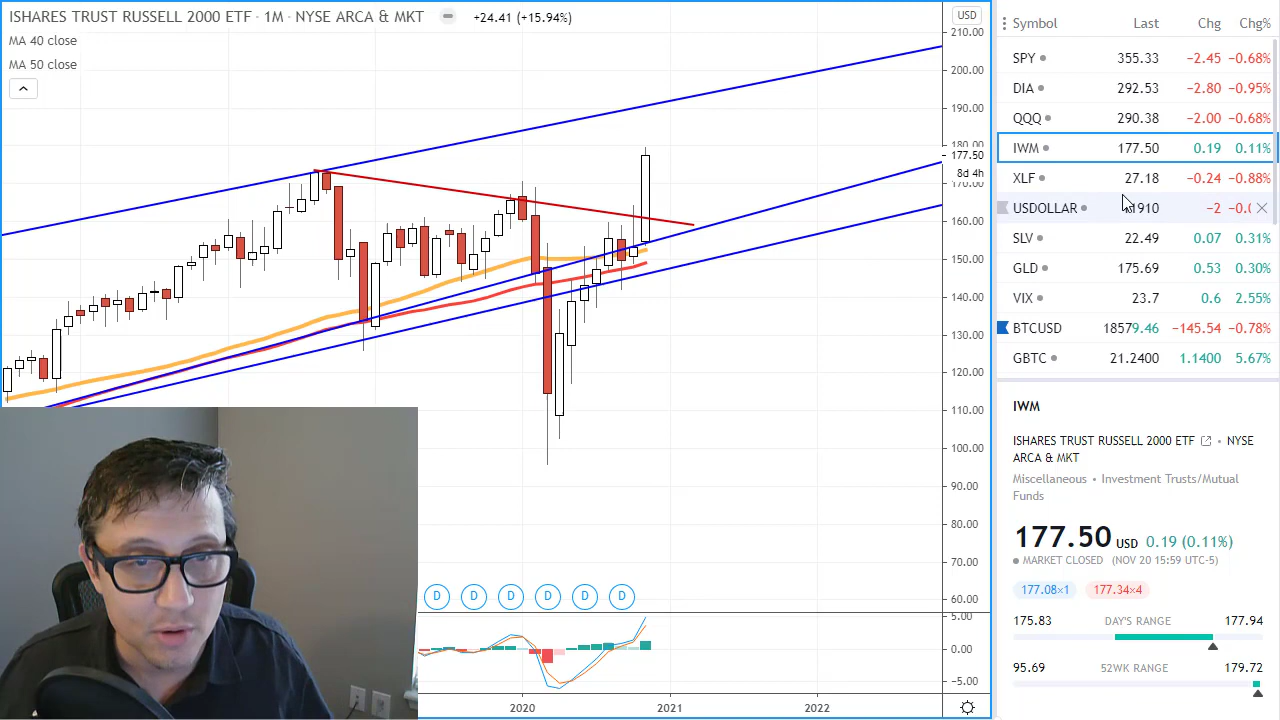 ISHARES TRUST RUSSELL 2000 ETF · 1M · NYSE ARCA & MKT +24.41 (+15.94%)
MA 40 close
MA 50 close
USD
210.00
200.00
190.00
180.00
177.50
8d 4h
170.00
160.00
150.00
140.00
130.00
120.00
110.00
100.00
90.00
80.00
70.00
60.00
5.00
0.00
−5.00
D D D D D D
2020 2021 2022
Symbol Last Chg Chg%
SPY 355.33 −2.45 −0.68%
DIA 292.53 −2.80 −0.95%
QQQ 290.38 −2.00 −0.68%
IWM 177.50 0.19 0.11%
XLF 27.18 −0.24 −0.88%
USDOLLAR 1910 −2 −0.(
SLV 22.49 0.07 0.31%
GLD 175.69 0.53 0.30%
VIX 23.7 0.6 2.55%
BTCUSD 18579.46 −145.54 −0.78%
GBTC 21.2400 1.1400 5.67%
IWM
ISHARES TRUST RUSSELL 2000 ETF • NYSE
ARCA & MKT
Miscellaneous • Investment Trusts/Mutual
Funds
177.50 USD 0.19 (0.11%)
MARKET CLOSED (NOV 20 15:59 UTC-5)
177.08×1 177.34×4
175.83 DAY'S RANGE 177.94
95.69 52WK RANGE 179.72